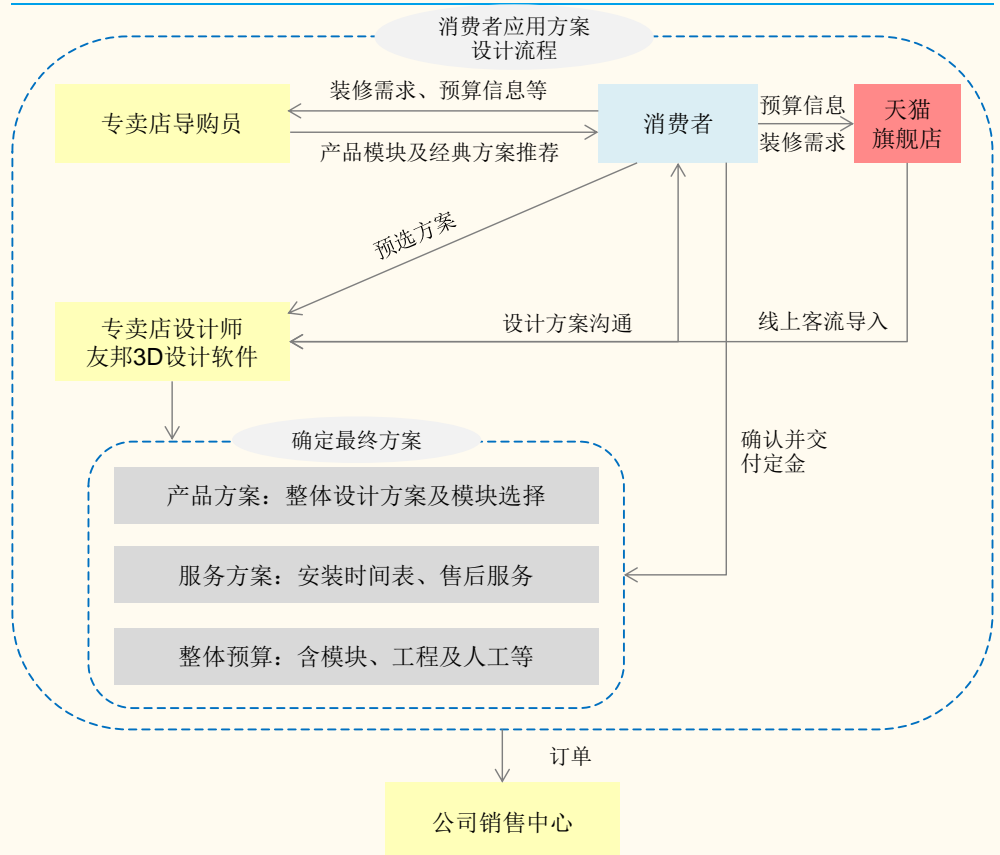 消费者应用方案
设计流程
装修需求、预算信息等
专卖店导购员
消费者
预算信息
装修需求
天猫
旗舰店
产品模块及经典方案推荐
预选方案
专卖店设计师
友邦3D设计软件
设计方案沟通
线上客流导入
确定最终方案
确认并交
付定金
产品方案：整体设计方案及模块选择
服务方案：安装时间表、售后服务
整体预算：含模块、工程及人工等
订单
公司销售中心